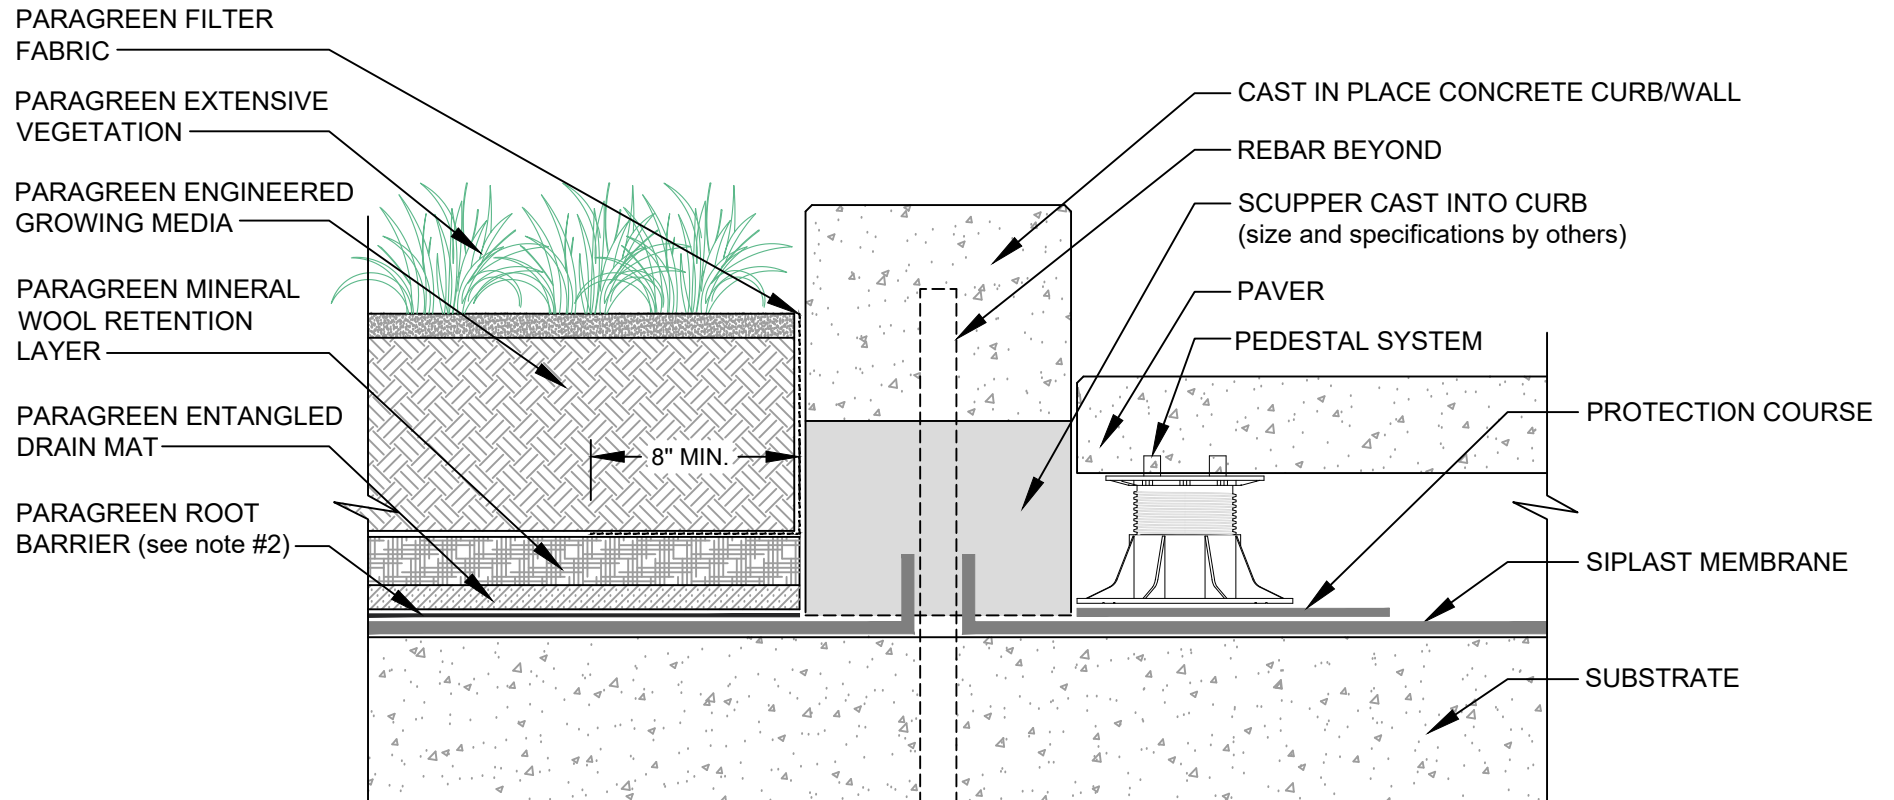 PARAGREEN FILTER
FABRIC
PARAGREEN EXTENSIVE
VEGETATION
PARAGREEN ENGINEERED
GROWING MEDIA
PARAGREEN MINERAL
WOOL RETENTION
LAYER
PARAGREEN ENTANGLED
DRAIN MAT
PARAGREEN ROOT
BARRIER (see note #2)
8" MIN.
CAST IN PLACE CONCRETE CURB/WALL
REBAR BEYOND
SCUPPER CAST INTO CURB
(size and specifications by others)
PAVER
PEDESTAL SYSTEM
PROTECTION COURSE
SIPLAST MEMBRANE
SUBSTRATE